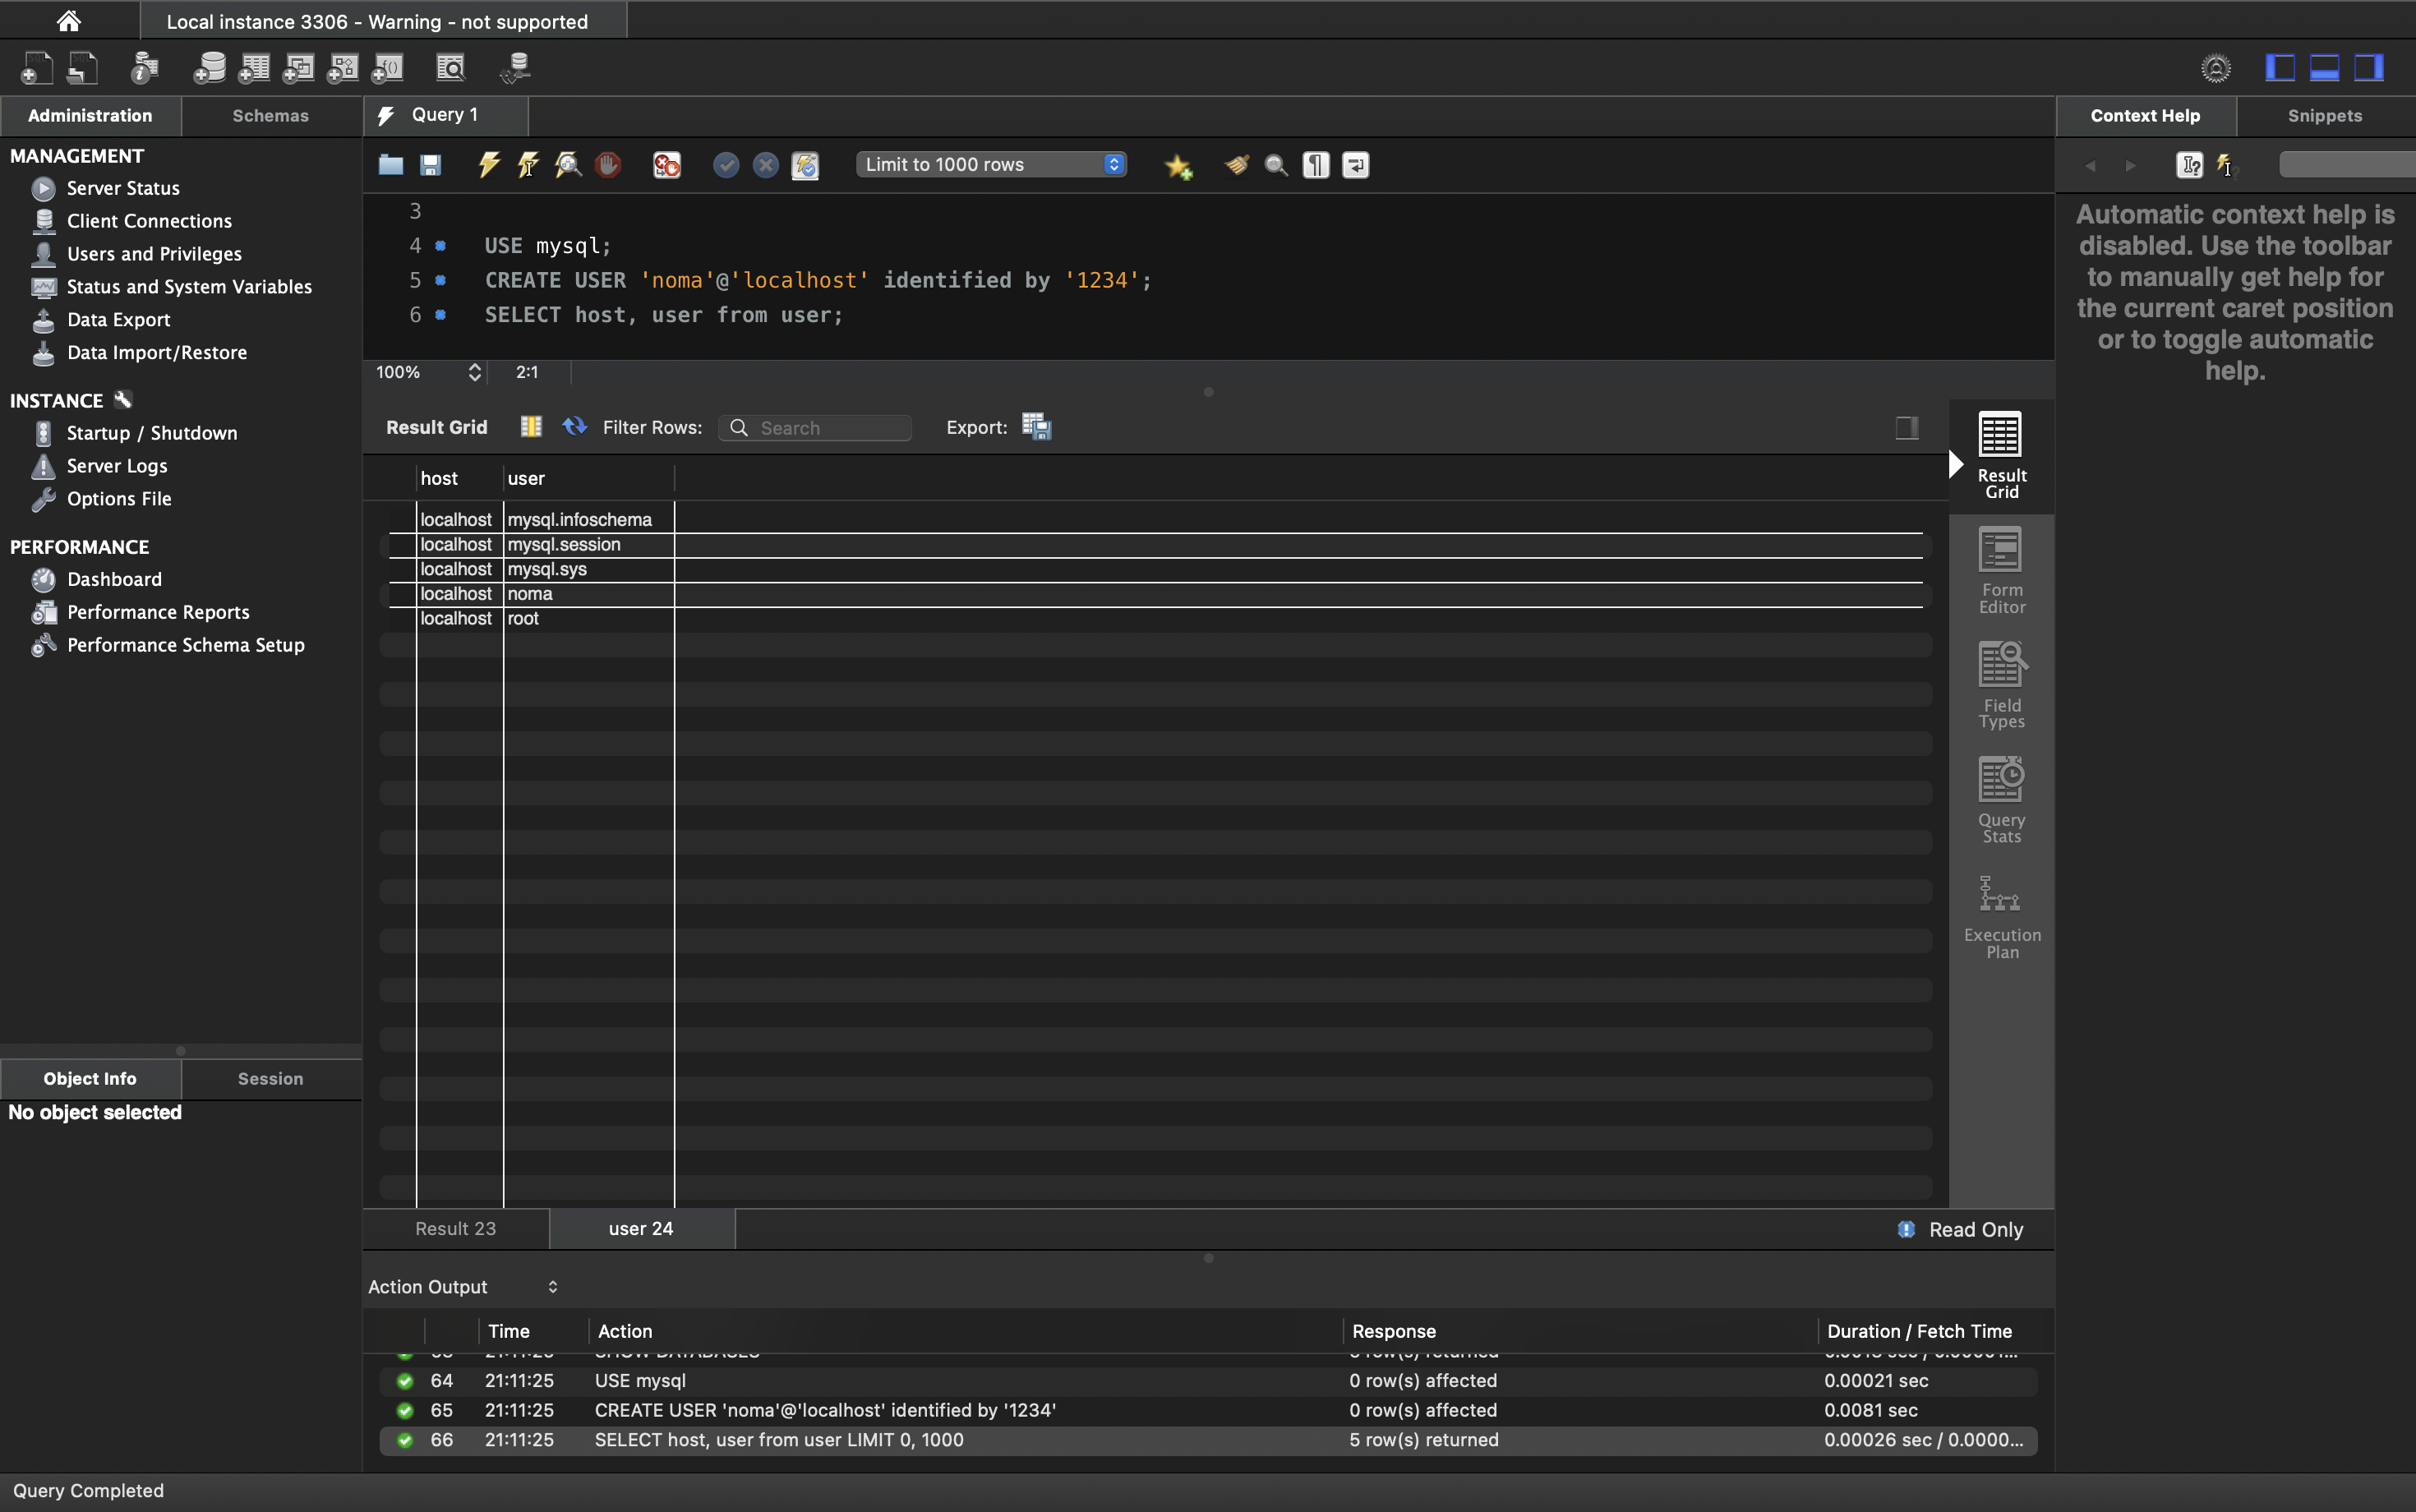 Local instance 3306 - Warning - not supported
Administration
Schemas
MANAGEMENT
Server Status
Client Connections
Users and Privileges
Status and System Variables
Data Export
Data Import/Restore
INSTANCE
Startup / Shutdown
Server Logs
Options File
PERFORMANCE
Dashboard
Performance Reports
Performance Schema Setup
Object Info
Session
No object selected
Query 1
Limit to 1000 rows
3
4 USE mysql;
5 CREATE USER 'noma'@'localhost' identified by '1234';
6 SELECT host, user from user;
100% 2:1
Result Grid Filter Rows: Search Export:
host user
localhost mysql.infoschema
localhost mysql.session
localhost mysql.sys
localhost noma
localhost root
Result
Grid
Form
Editor
Field
Types
Query
Stats
Execution
Plan
Result 23
user 24
Read Only
Action Output
Time Action Response Duration / Fetch Time
64 21:11:25 USE mysql 0 row(s) affected 0.00021 sec
65 21:11:25 CREATE USER 'noma'@'localhost' identified by '1234' 0 row(s) affected 0.0081 sec
66 21:11:25 SELECT host, user from user LIMIT 0, 1000 5 row(s) returned 0.00026 sec / 0.0000...
Context Help
Snippets
Automatic context help is
disabled. Use the toolbar
to manually get help for
the current caret position
or to toggle automatic
help.
Query Completed